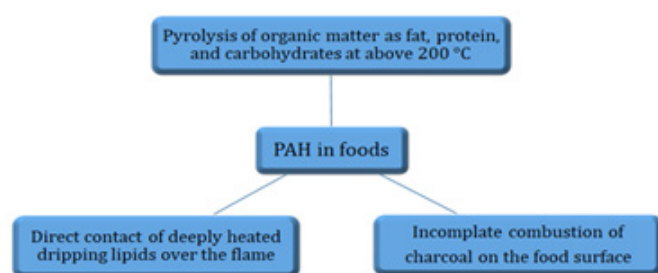 Pyrolysis of organic matter as fat, protein,
and carbohydrates at above 200 °C
PAH in foods
Direct contact of deeply heated
dripping lipids over the flame
Incomplate combustion of
charcoal on the food surface